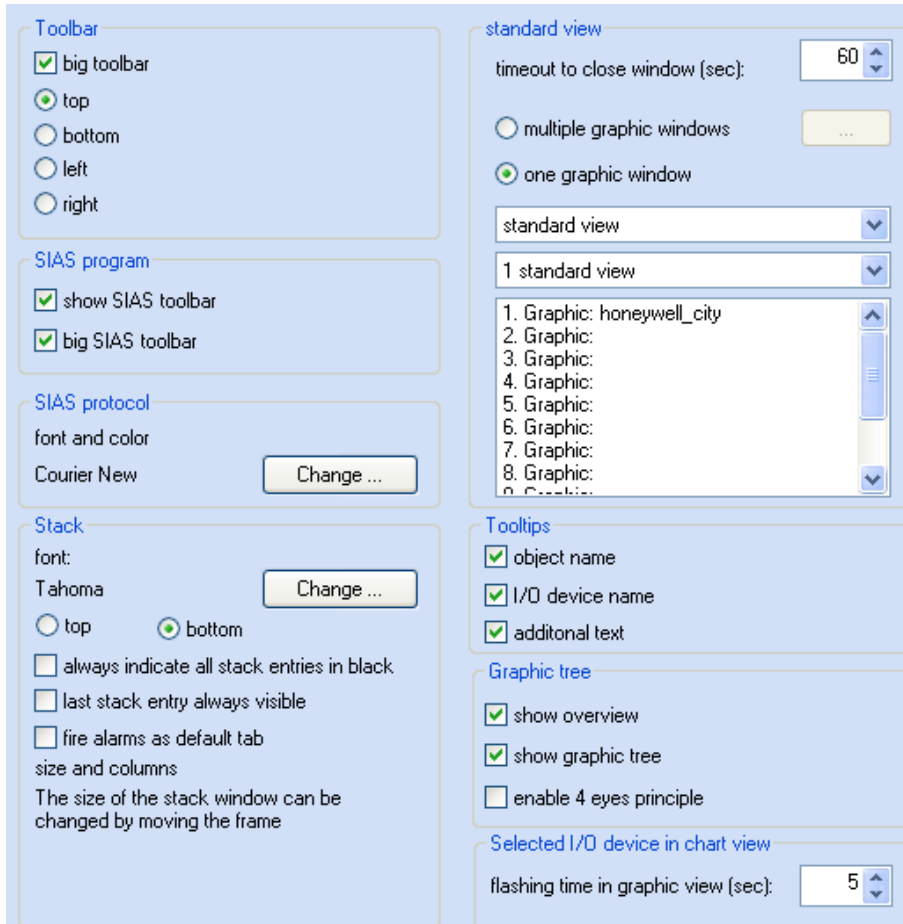 Toolbar
big toolbar
top
bottom
left
right
SIAS program
show SIAS toolbar
big SIAS toolbar
SIAS protocol
font and color
Courier New
Change ...
Stack
font:
Tahoma
Change ...
top
bottom
always indicate all stack entries in black
last stack entry always visible
fire alarms as default tab
size and columns
The size of the stack window can be
changed by moving the frame
standard view
timeout to close window (sec):
60
multiple graphic windows
...
one graphic window
standard view
1 standard view
1. Graphic: honeywell_city
2. Graphic:
3. Graphic:
4. Graphic:
5. Graphic:
6. Graphic:
7. Graphic:
8. Graphic:
Tooltips
object name
I/O device name
additonal text
Graphic tree
show overview
show graphic tree
enable 4 eyes principle
Selected I/O device in chart view
flashing time in graphic view (sec):
5